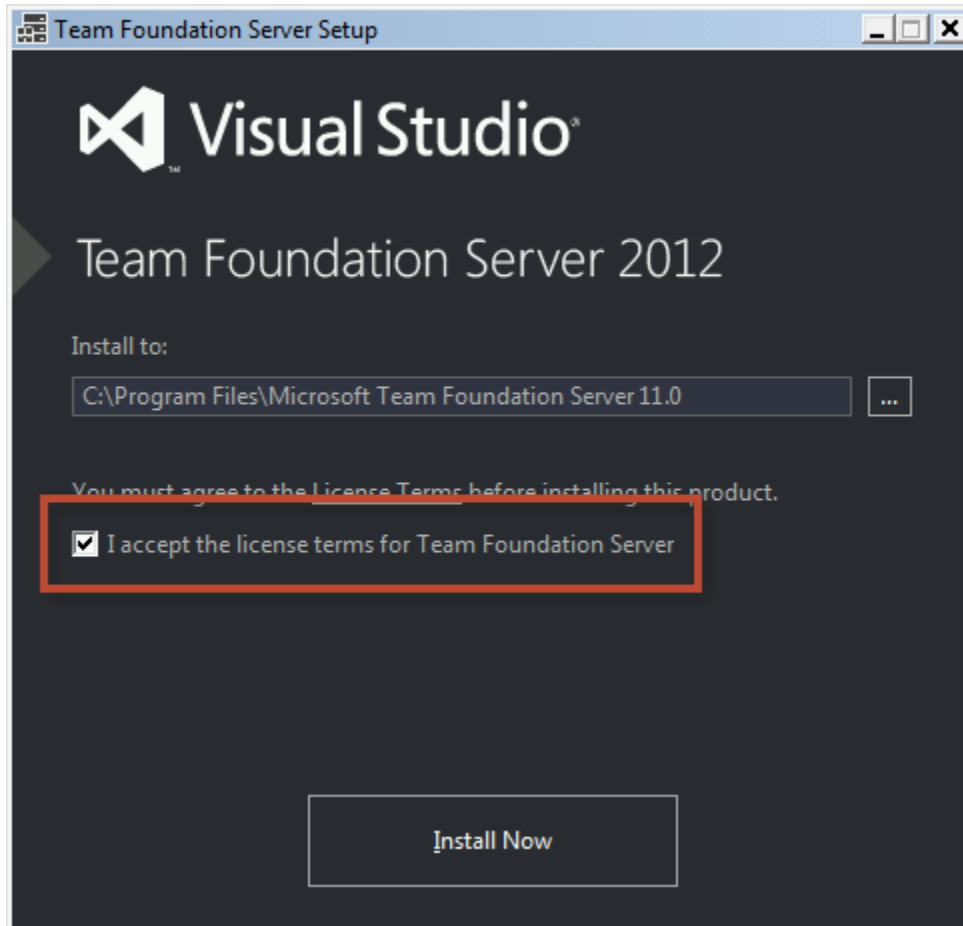 Team Foundation Server Setup
Visual Studio®
™
Team Foundation Server 2012
Install to:
C:\Program Files\Microsoft Team Foundation Server 11.0
...
You must agree to the License Terms before installing this product.
I accept the license terms for Team Foundation Server
Install Now